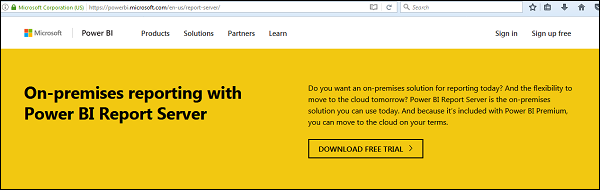 Microsoft Corporation (US) https://powerbi.microsoft.com/en-us/report-server/ Search
Microsoft Power BI Products Solutions Partners Learn Sign in Sign up free
On-premises reporting with
Power BI Report Server
Do you want an on-premises solution for reporting today? And the flexibility to
move to the cloud tomorrow? Power BI Report Server is the on-premises
solution you can use today. And because it's included with Power BI Premium,
you can move to the cloud on your terms.
DOWNLOAD FREE TRIAL